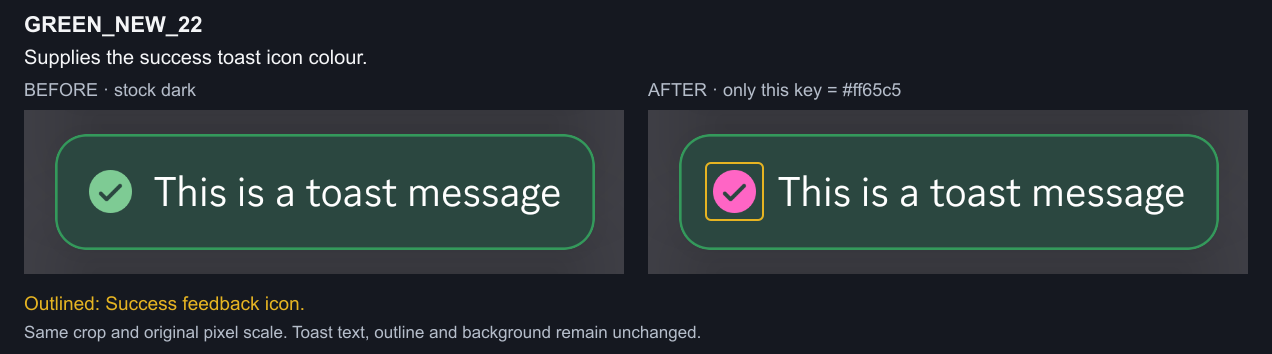 GREEN_NEW_22
Supplies the success toast icon colour.
BEFORE · stock dark
AFTER · only this key = #ff65c5
This is a toast message
This is a toast message
Outlined: Success feedback icon.
Same crop and original pixel scale. Toast text, outline and background remain unchanged.